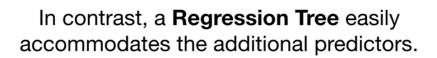 In contrast, a Regression Tree easily
accommodates the additional predictors.